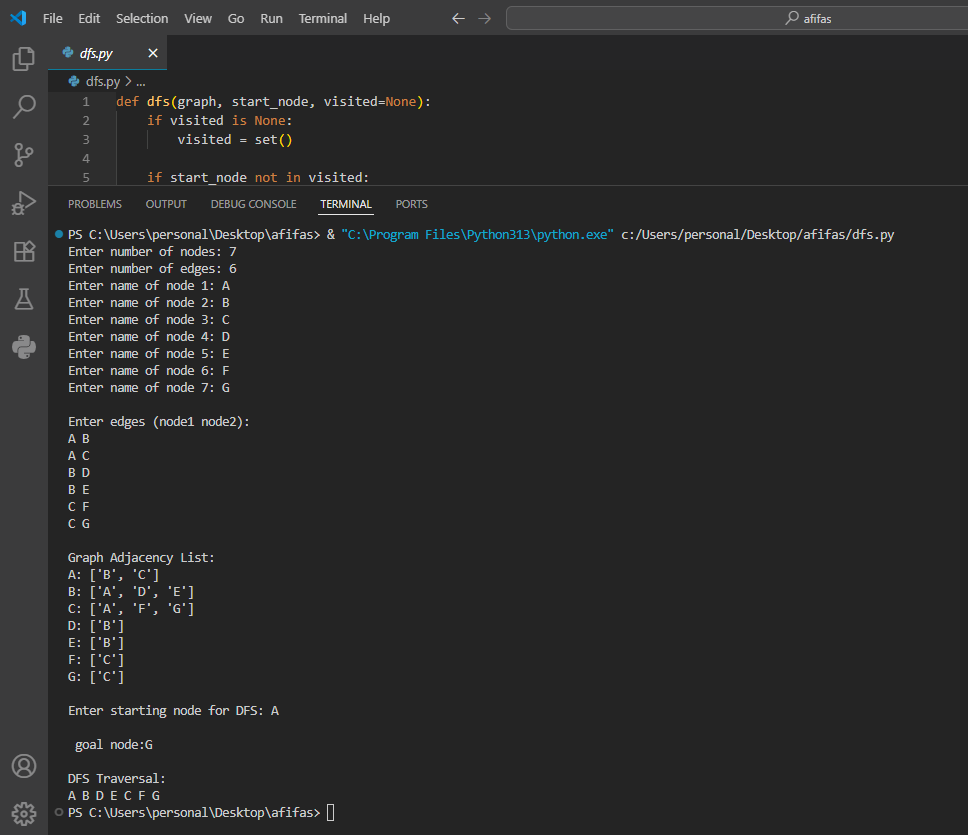 File Edit Selection View Go Run Terminal Help
afifas
dfs.py
dfs.py > ...
1 def dfs(graph, start_node, visited=None):
2 if visited is None:
3 visited = set()
4
5 if start_node not in visited:
PROBLEMS OUTPUT DEBUG CONSOLE TERMINAL PORTS
PS C:\Users\personal\Desktop\afifas> & "C:\Program Files\Python313\python.exe" c:/Users/personal/Desktop/afifas/dfs.py
Enter number of nodes: 7
Enter number of edges: 6
Enter name of node 1: A
Enter name of node 2: B
Enter name of node 3: C
Enter name of node 4: D
Enter name of node 5: E
Enter name of node 6: F
Enter name of node 7: G
Enter edges (node1 node2):
A B
A C
B D
B E
C F
C G
Graph Adjacency List:
A: ['B', 'C']
B: ['A', 'D', 'E']
C: ['A', 'F', 'G']
D: ['B']
E: ['B']
F: ['C']
G: ['C']
Enter starting node for DFS: A
goal node:G
DFS Traversal:
A B D E C F G
PS C:\Users\personal\Desktop\afifas>